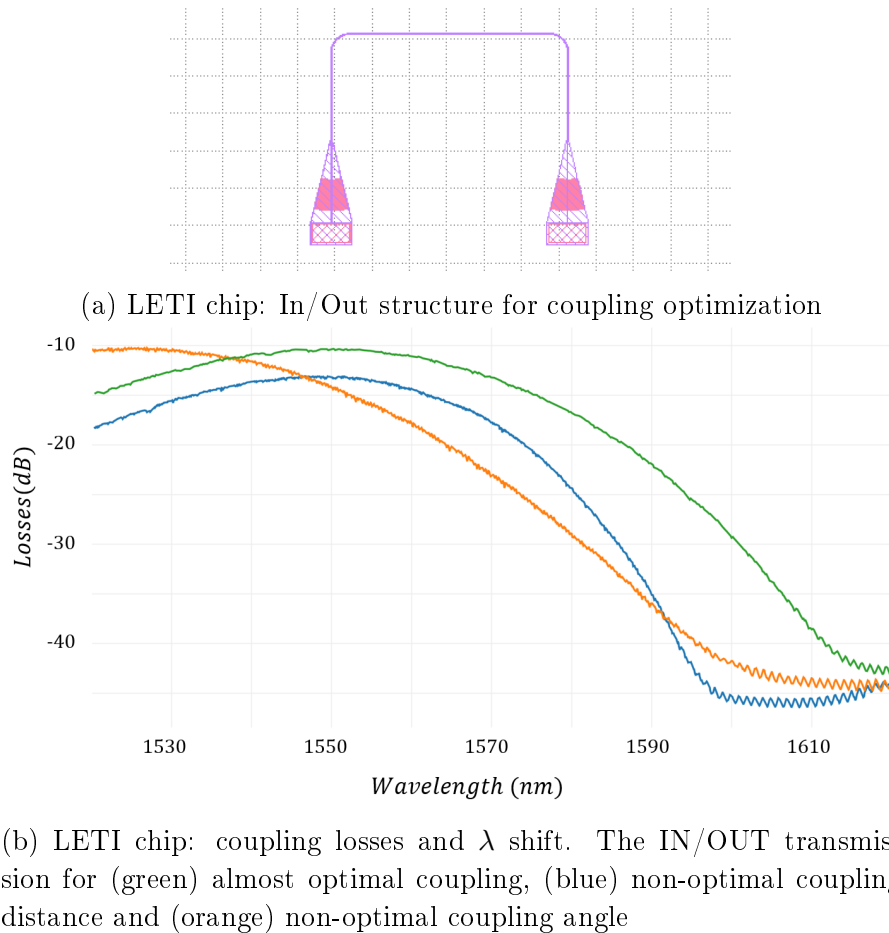 (a) LETI chip: In/Out structure for coupling optimization
-10
-20
-30
-40
Losses(dB)
1530 1550 1570 1590 1610
Wavelength (nm)
(b) LETI chip: coupling losses and λ shift. The IN/OUT transmis-
sion for (green) almost optimal coupling, (blue) non-optimal coupling
distance and (orange) non-optimal coupling angle